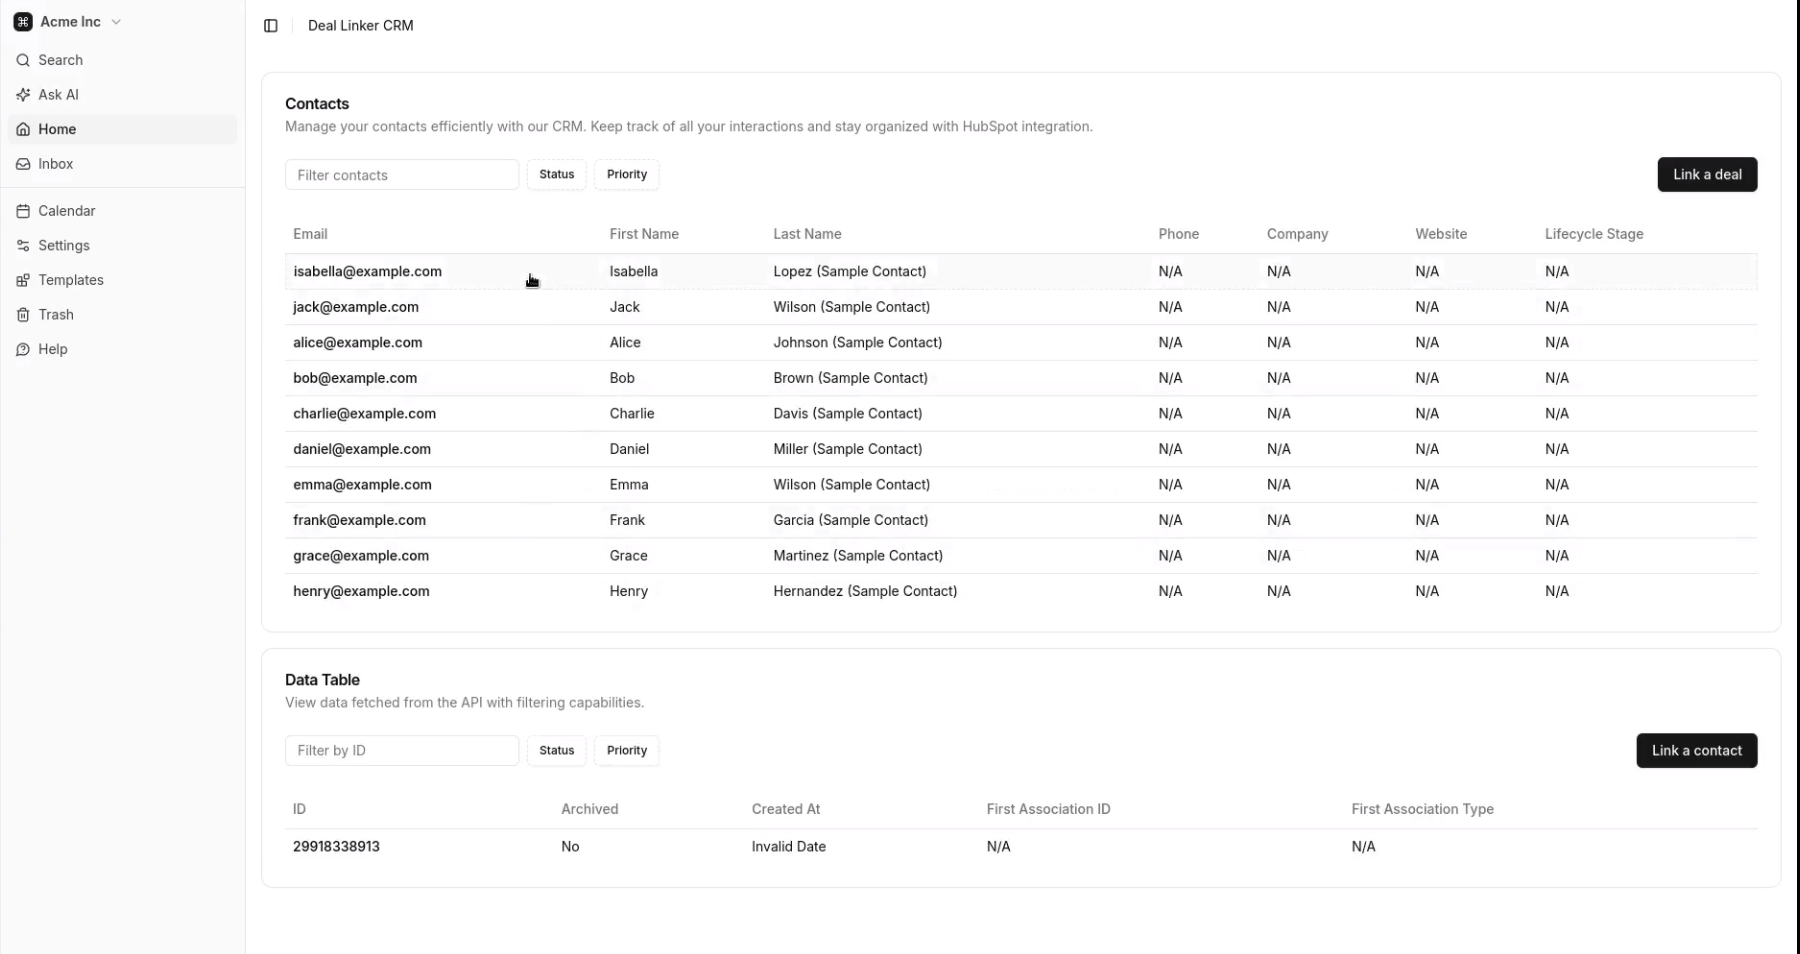 Acme Inc
Search
Ask AI
Home
Inbox
Calendar
Settings
Templates
Trash
Help
Deal Linker CRM
Contacts
Manage your contacts efficiently with our CRM. Keep track of all your interactions and stay organized with HubSpot integration.
Filter contacts Status Priority Link a deal
Email First Name Last Name Phone Company Website Lifecycle Stage
isabella@example.com Isabella Lopez (Sample Contact) N/A N/A N/A N/A
jack@example.com Jack Wilson (Sample Contact) N/A N/A N/A N/A
alice@example.com Alice Johnson (Sample Contact) N/A N/A N/A N/A
bob@example.com Bob Brown (Sample Contact) N/A N/A N/A N/A
charlie@example.com Charlie Davis (Sample Contact) N/A N/A N/A N/A
daniel@example.com Daniel Miller (Sample Contact) N/A N/A N/A N/A
emma@example.com Emma Wilson (Sample Contact) N/A N/A N/A N/A
frank@example.com Frank Garcia (Sample Contact) N/A N/A N/A N/A
grace@example.com Grace Martinez (Sample Contact) N/A N/A N/A N/A
henry@example.com Henry Hernandez (Sample Contact) N/A N/A N/A N/A
Data Table
View data fetched from the API with filtering capabilities.
Filter by ID Status Priority Link a contact
ID Archived Created At First Association ID First Association Type
29918338913 No Invalid Date N/A N/A